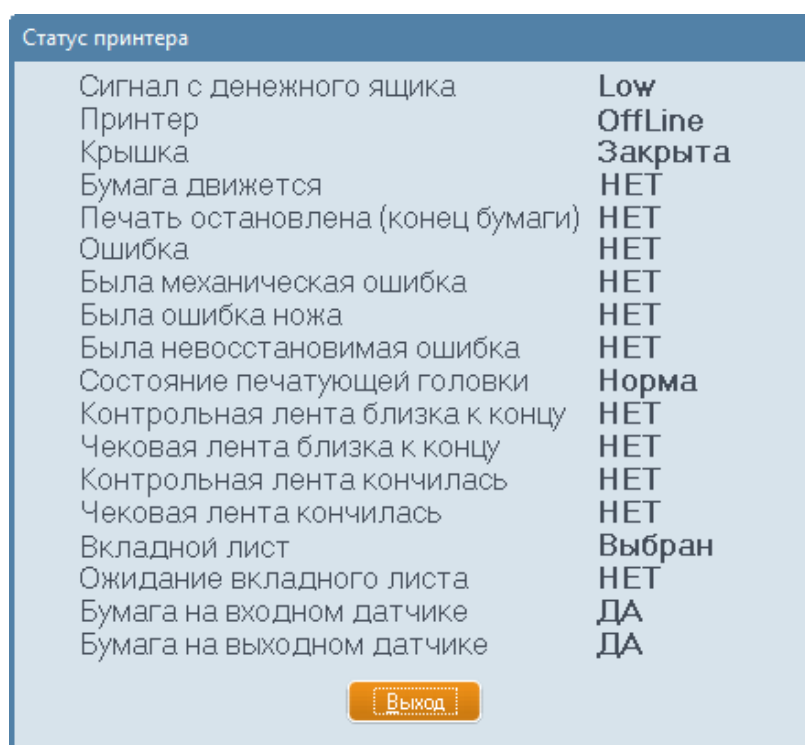 Статус принтера
Сигнал с денежного ящика Low
Принтер OffLine
Крышка Закрыта
Бумага движется НЕТ
Печать остановлена (конец бумаги) НЕТ
Ошибка НЕТ
Была механическая ошибка НЕТ
Была ошибка ножа НЕТ
Была невосстановимая ошибка НЕТ
Состояние печатующей головки Норма
Контрольная лента близка к концу НЕТ
Чековая лента близка к концу НЕТ
Контрольная лента кончилась НЕТ
Чековая лента кончилась НЕТ
Вкладной лист Выбран
Ожидание вкладного листа НЕТ
Бумага на входном датчике ДА
Бумага на выходном датчике ДА
Выход